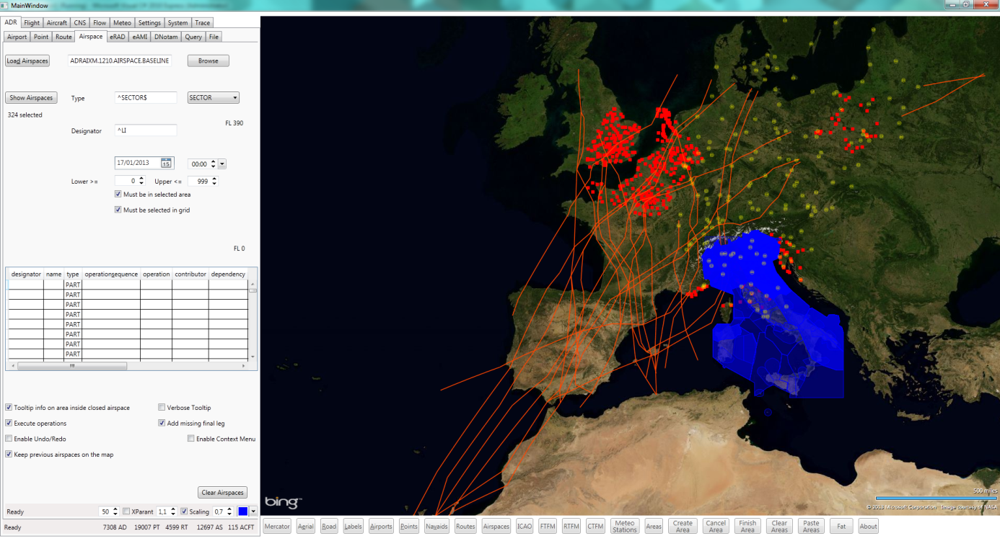 MainWindow
ADR Flight Aircraft CNS Flow Meteo Settings System Trace
Airport Point Route Airspace eRAD eAMI DNotam Query File
Load Airspaces ADRAIXM.1210.AIRSPACE.BASELINE Browse
Show Airspaces Type ^SECTOR$ SECTOR
324 selected
FL 390
Designator ^LI
17/01/2013 15 00:00
Lower >= 0 Upper <= 999
Must be in selected area
Must be selected in grid
FL 0
designator name type operationsequence operation contributor dependency
PART
PART
PART
PART
PART
PART
PART
PART
Tooltip info on area inside closed airspace Verbose Tooltip
Execute operations Add missing final leg
Enable Undo/Redo Enable Context Menu
Keep previous airspaces on the map
Clear Airspaces
Ready 50 XParant 1,1 Scaling 0,7
Ready 7308 AD 19007 PT 4599 RT 12697 AS 115 ACFT
bing™
500 miles
© 2013 Microsoft Corporation Image courtesy of NASA
Mercator Aerial Road Labels Airports Points Navaids Routes Airspaces ICAO FTFM RTFM CTFM Meteo Stations Areas Create Area Cancel Area Finish Area Clear Areas Paste Areas Fat About